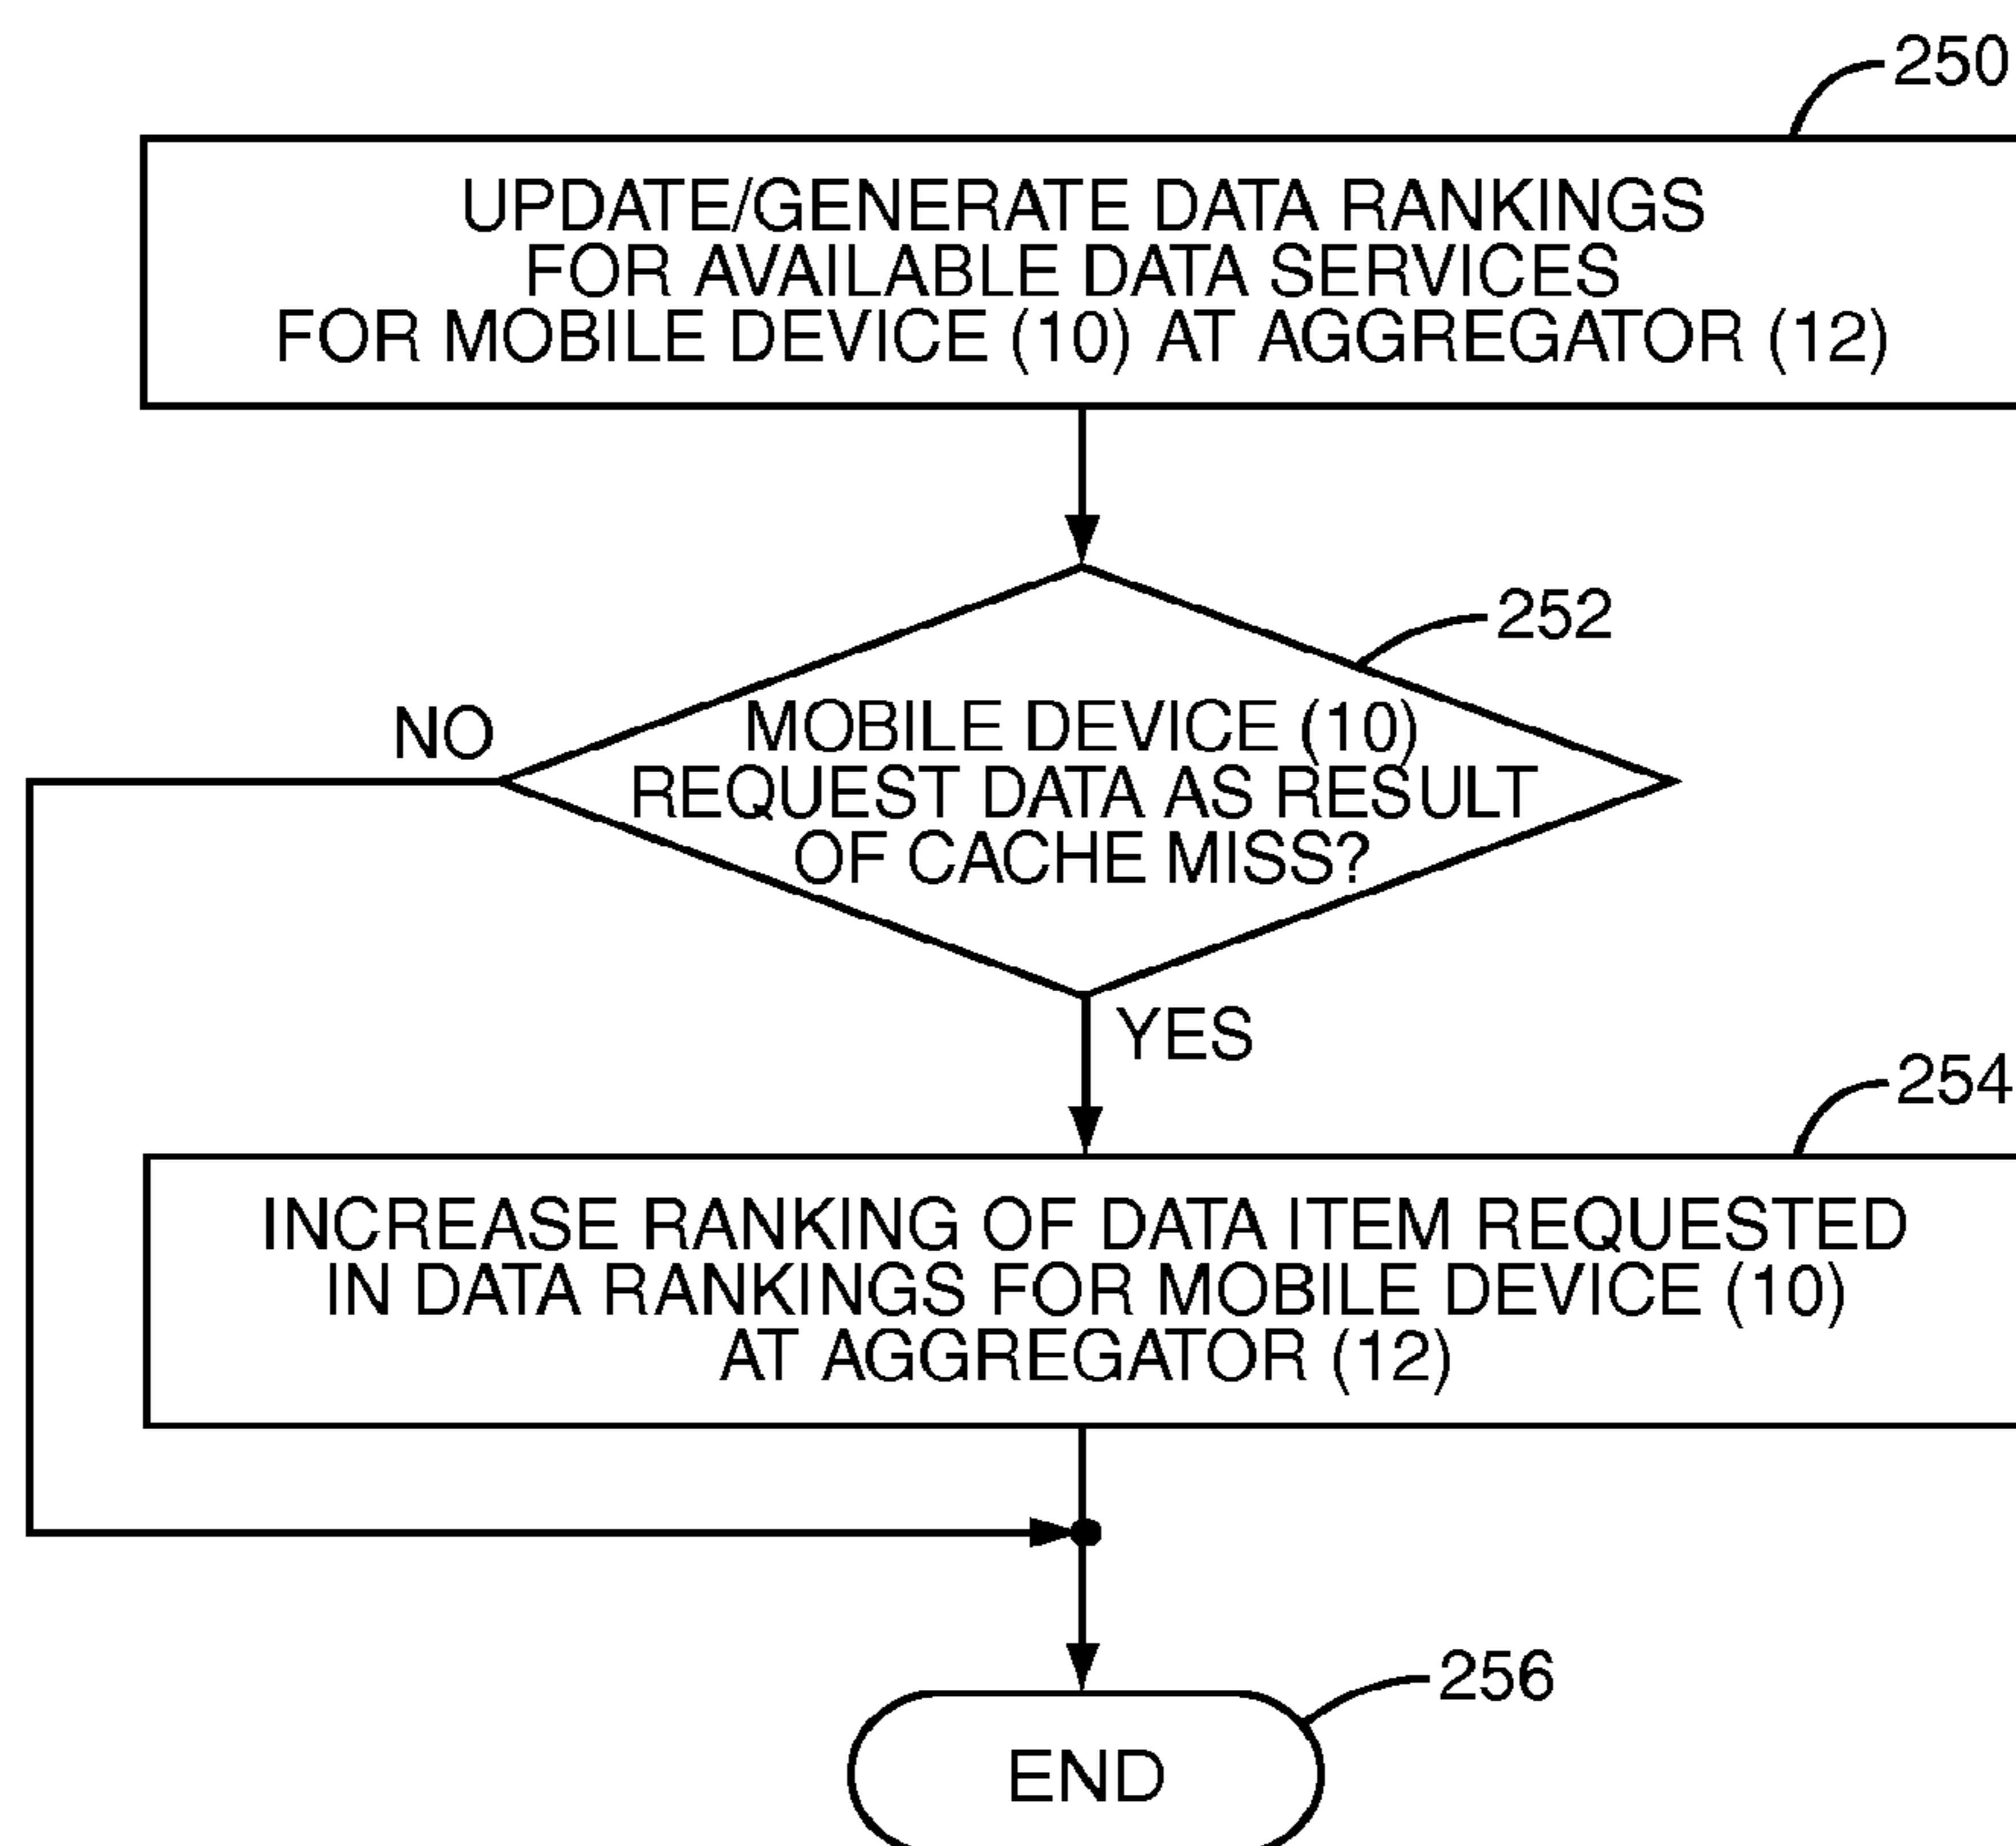 250
UPDATE/GENERATE DATA RANKINGS
FOR AVAILABLE DATA SERVICES
FOR MOBILE DEVICE (10) AT AGGREGATOR (12)
252
NO
MOBILE DEVICE (10)
REQUEST DATA AS RESULT
OF CACHE MISS?
YES
254
INCREASE RANKING OF DATA ITEM REQUESTED
IN DATA RANKINGS FOR MOBILE DEVICE (10)
AT AGGREGATOR (12)
256
END